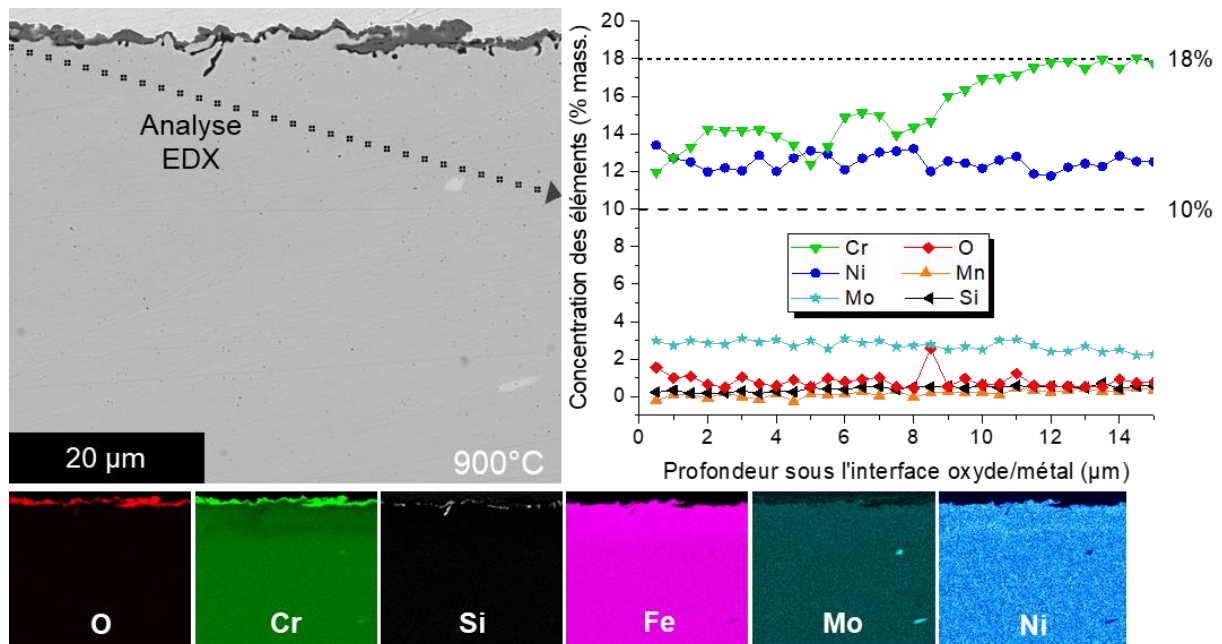 Analyse
EDX
20 µm
900°C
Concentration des éléments (% mass.)
20
18
16
14
12
10
8
6
4
2
0
18%
10%
Cr
O
Ni
Mn
Mo
Si
0
2
4
6
8
10
12
14
Profondeur sous l'interface oxyde/métal (µm)
O
Cr
Si
Fe
Mo
Ni